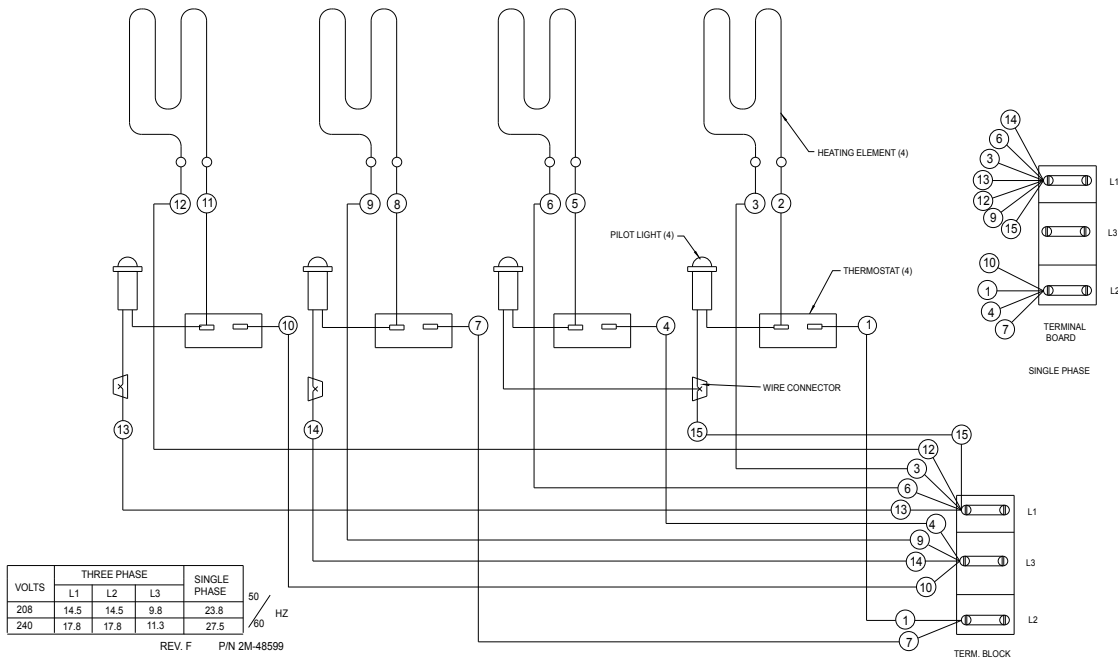 14
6
3
13
12
9
15
L1
L3
10
1
4
7
L2
TERMINAL
BOARD
SINGLE PHASE
HEATING ELEMENT (4)
12
11
9
8
6
5
3
2
PILOT LIGHT (4)
THERMOSTAT (4)
10
7
4
1
WIRE CONNECTOR
13
14
15
15
12
3
6
13
L1
4
9
14
L3
10
1
L2
7
TERM. BLOCK
VOLTS THREE PHASE SINGLE PHASE
L1 L2 L3
208 14.5 14.5 9.8 23.8
240 17.8 17.8 11.3 27.5
50/60 HZ
REV. F P/N 2M-48599